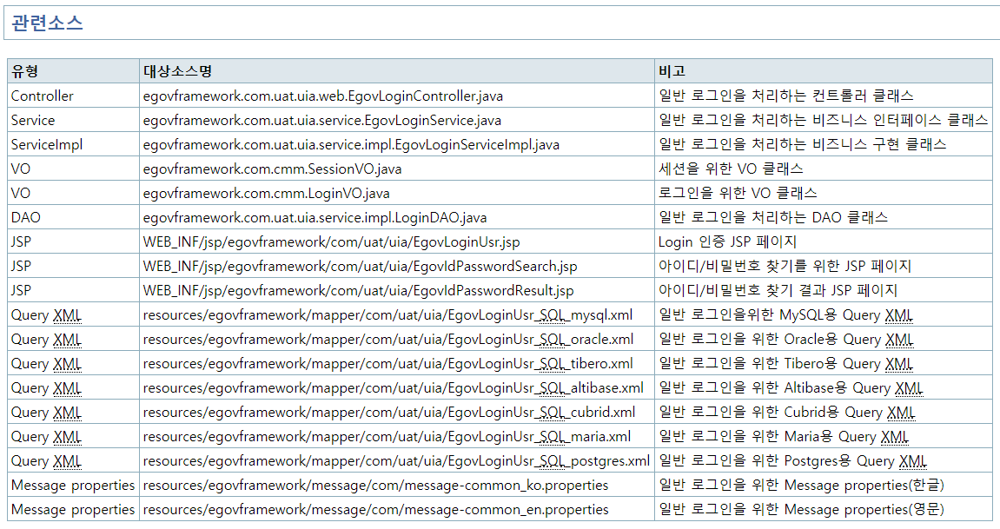 관련소스
유형 대상소스명 비고
Controller egovframework.com.uat.uia.web.EgovLoginController.java 일반 로그인을 처리하는 컨트롤러 클래스
Service egovframework.com.uat.uia.service.EgovLoginService.java 일반 로그인을 처리하는 비즈니스 인터페이스 클래스
ServiceImpl egovframework.com.uat.uia.service.impl.EgovLoginServiceImpl.java 일반 로그인을 처리하는 비즈니스 구현 클래스
VO egovframework.com.cmm.SessionVO.java 세션을 위한 VO 클래스
VO egovframework.com.cmm.LoginVO.java 로그인을 위한 VO 클래스
DAO egovframework.com.uat.uia.service.impl.LoginDAO.java 일반 로그인을 처리하는 DAO 클래스
JSP WEB_INF/jsp/egovframework/com/uat/uia/EgovLoginUsr.jsp Login 인증 JSP 페이지
JSP WEB_INF/jsp/egovframework/com/uat/uia/EgovIdPasswordSearch.jsp 아이디/비밀번호 찾기를 위한 JSP 페이지
JSP WEB_INF/jsp/egovframework/com/uat/uia/EgovIdPasswordResult.jsp 아이디/비밀번호 찾기 결과 JSP 페이지
Query XML resources/egovframework/mapper/com/uat/uia/EgovLoginUsr_SQL_mysql.xml 일반 로그인을위한 MySQL용 Query XML
Query XML resources/egovframework/mapper/com/uat/uia/EgovLoginUsr_SQL_oracle.xml 일반 로그인을 위한 Oracle용 Query XML
Query XML resources/egovframework/mapper/com/uat/uia/EgovLoginUsr_SQL_tibero.xml 일반 로그인을 위한 Tibero용 Query XML
Query XML resources/egovframework/mapper/com/uat/uia/EgovLoginUsr_SQL_altibase.xml 일반 로그인을 위한 Altibase용 Query XML
Query XML resources/egovframework/mapper/com/uat/uia/EgovLoginUsr_SQL_cubrid.xml 일반 로그인을 위한 Cubrid용 Query XML
Query XML resources/egovframework/mapper/com/uat/uia/EgovLoginUsr_SQL_maria.xml 일반 로그인을 위한 Maria용 Query XML
Query XML resources/egovframework/mapper/com/uat/uia/EgovLoginUsr_SQL_postgres.xml 일반 로그인을 위한 Postgres용 Query XML
Message properties resources/egovframework/message/com/message-common_ko.properties 일반 로그인을 위한 Message properties(한글)
Message properties resources/egovframework/message/com/message-common_en.properties 일반 로그인을 위한 Message properties(영문)